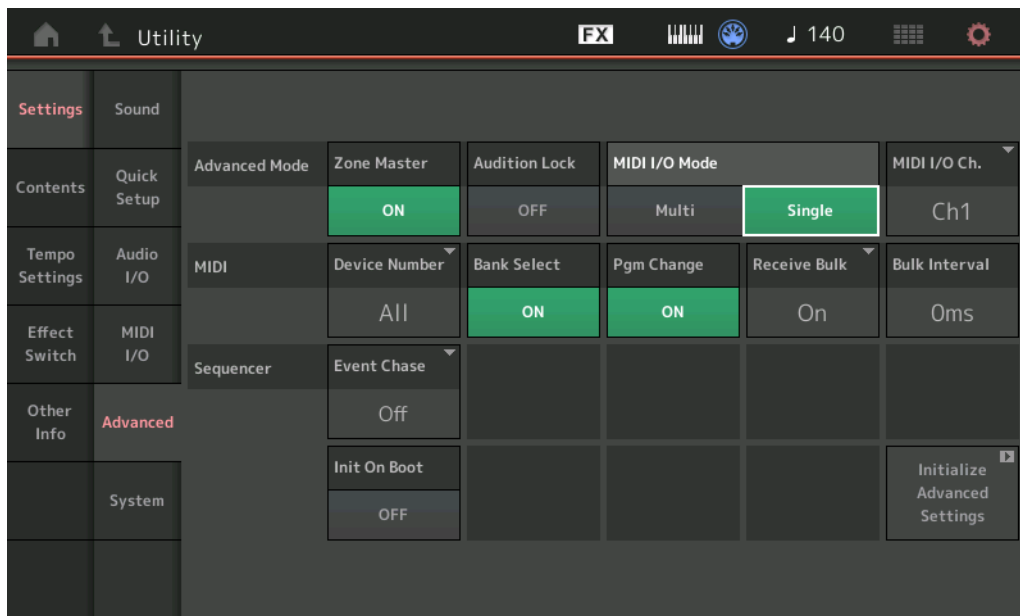 Utility
FX
♩ 140
Settings
Sound
Advanced Mode
Zone Master
ON
Audition Lock
OFF
MIDI I/O Mode
Multi
Single
MIDI I/O Ch.
Ch1
Contents
Quick
Setup
Tempo
Settings
Audio
I/O
MIDI
Device Number
All
Bank Select
ON
Pgm Change
ON
Receive Bulk
On
Bulk Interval
0ms
Effect
Switch
MIDI
I/O
Sequencer
Event Chase
Off
Other
Info
Advanced
Init On Boot
OFF
Initialize
Advanced
Settings
System